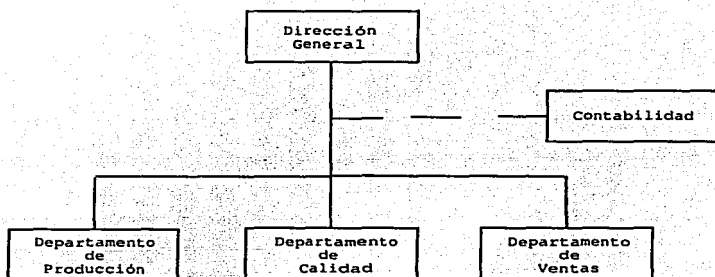 Dirección
General
Contabilidad
Departamento
de
Producción
Departamento
de
Calidad
Departamento
de
Ventas